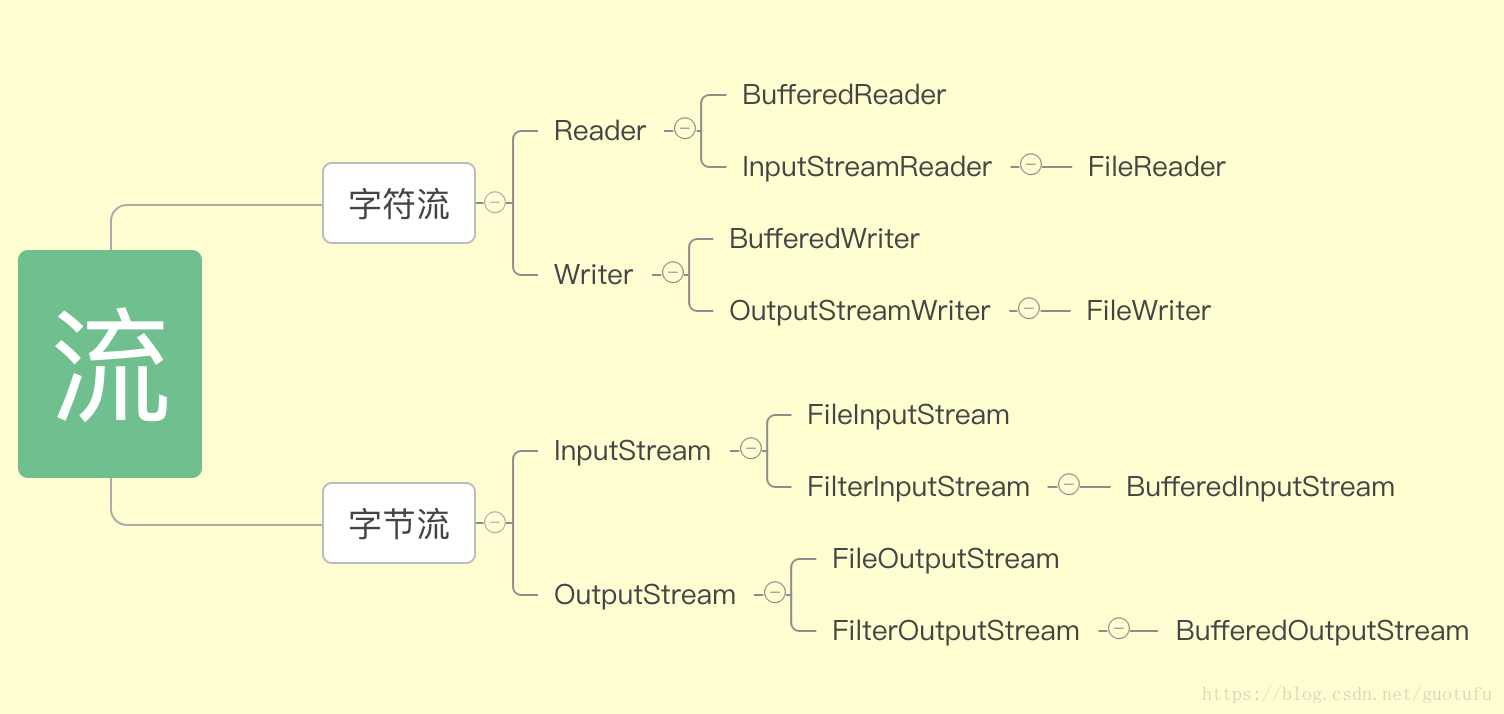 流
字符流
Reader
BufferedReader
InputStreamReader
FileReader
Writer
BufferedWriter
OutputStreamWriter
FileWriter
字节流
InputStream
FileInputStream
FilterInputStream
BufferedInputStream
OutputStream
FileOutputStream
FilterOutputStream
BufferedOutputStream
https://blog.csdn.net/guotufu